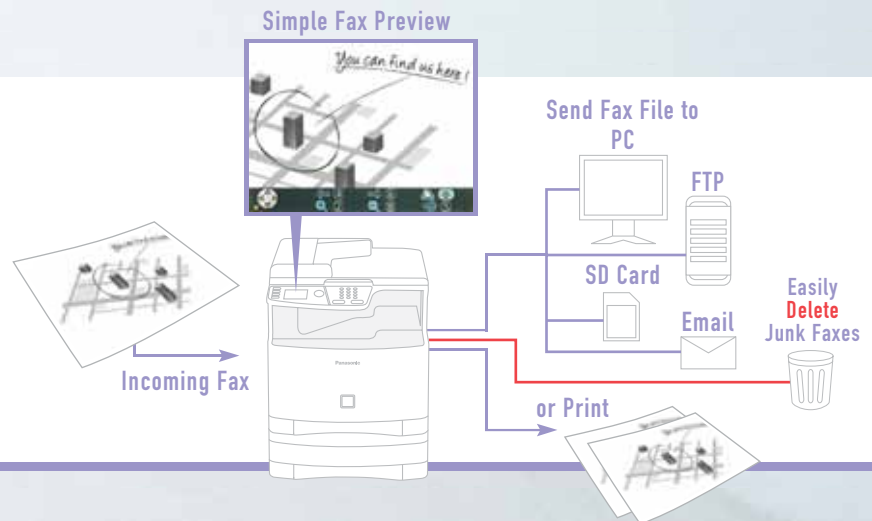 Simple Fax Preview
You can find us here!
Send Fax File to
PC
FTP
SD Card
Email
Easily
Delete
Junk Faxes
Incoming Fax
Panasonic
or Print